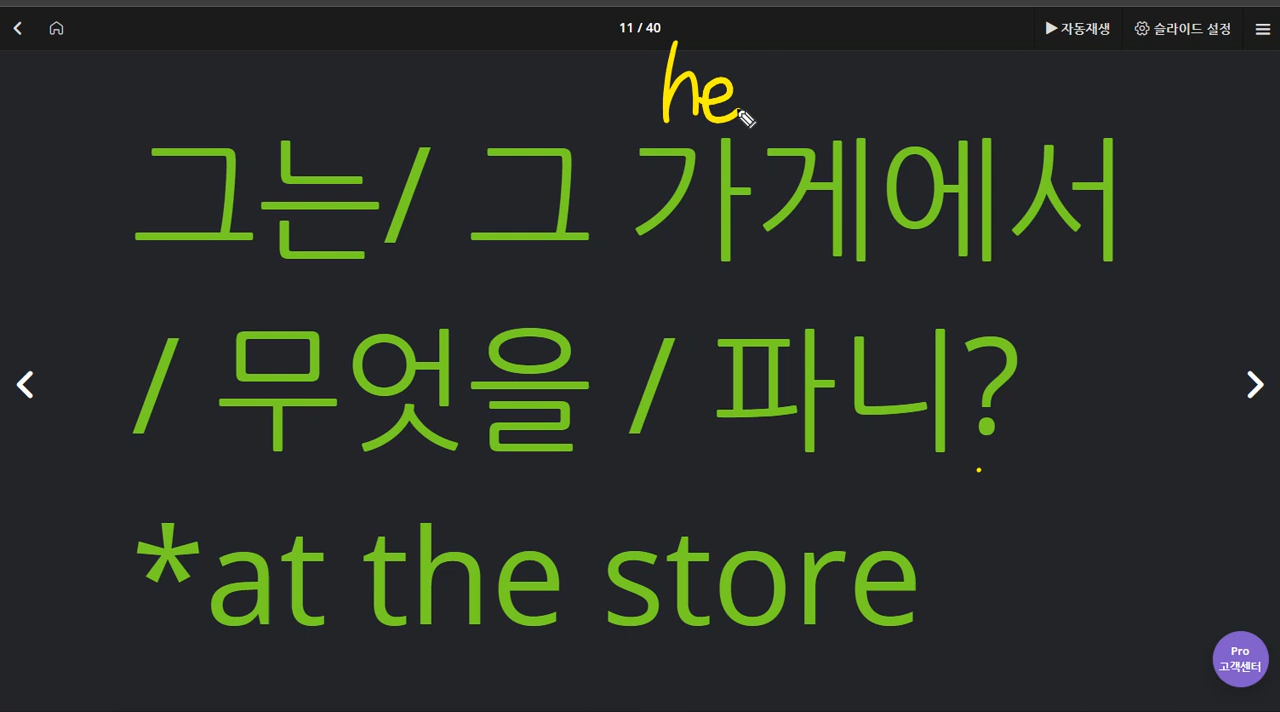 11 / 40
▶ 자동재생
슬라이드 설정
he
그는/ 그 가게에서
/ 무엇을 / 파니?
*at the store
Pro
고객센터